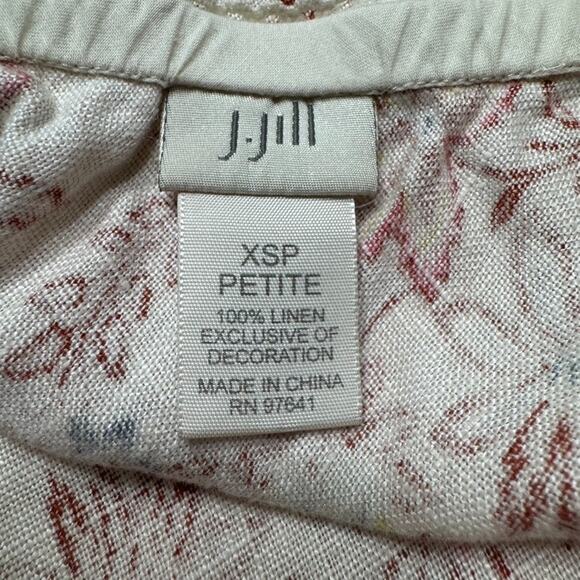 J.Jill
XSP
PETITE
100% LINEN
EXCLUSIVE OF
DECORATION
MADE IN CHINA
RN 97641